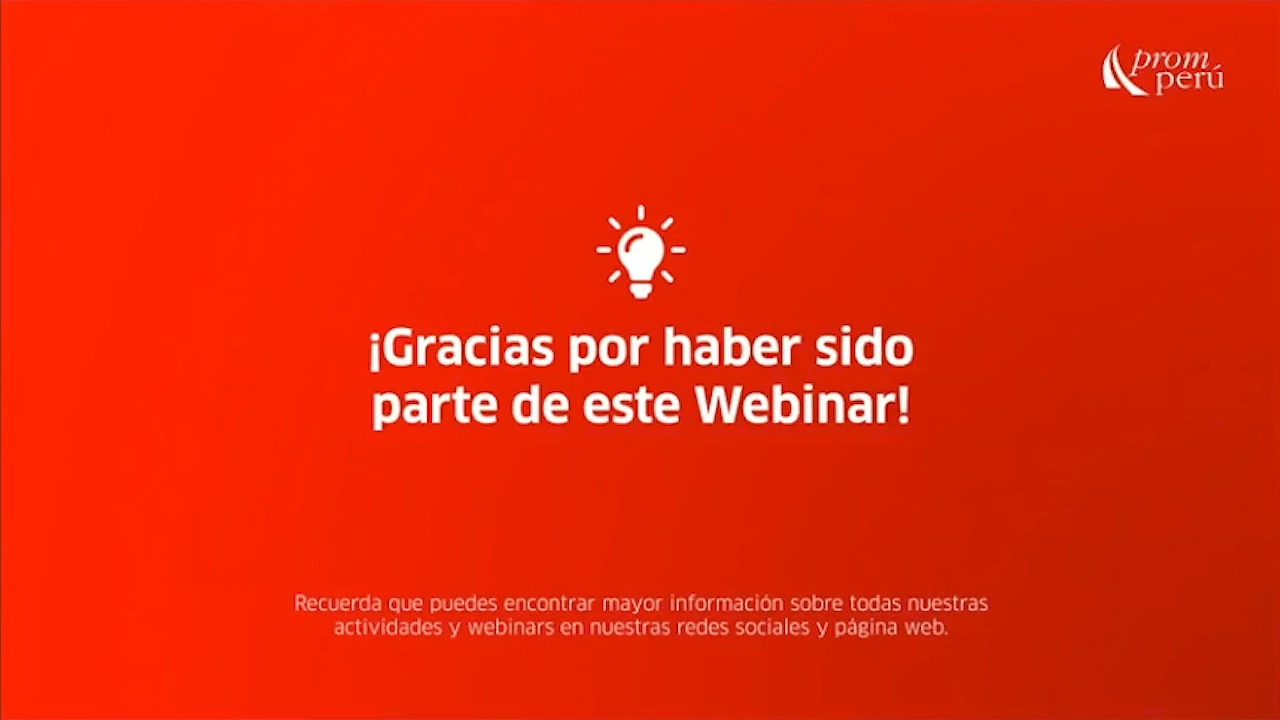 prom
perú
¡Gracias por haber sido
parte de este Webinar!
Recuerda que puedes encontrar mayor información sobre todas nuestras
actividades y webinars en nuestras redes sociales y página web.